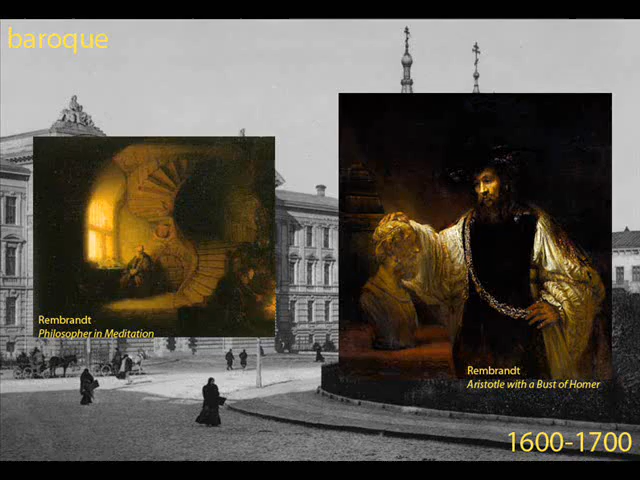 baroque
Rembrandt
Philosopher in Meditation
Rembrandt
Aristotle with a Bust of Homer
1600-1700